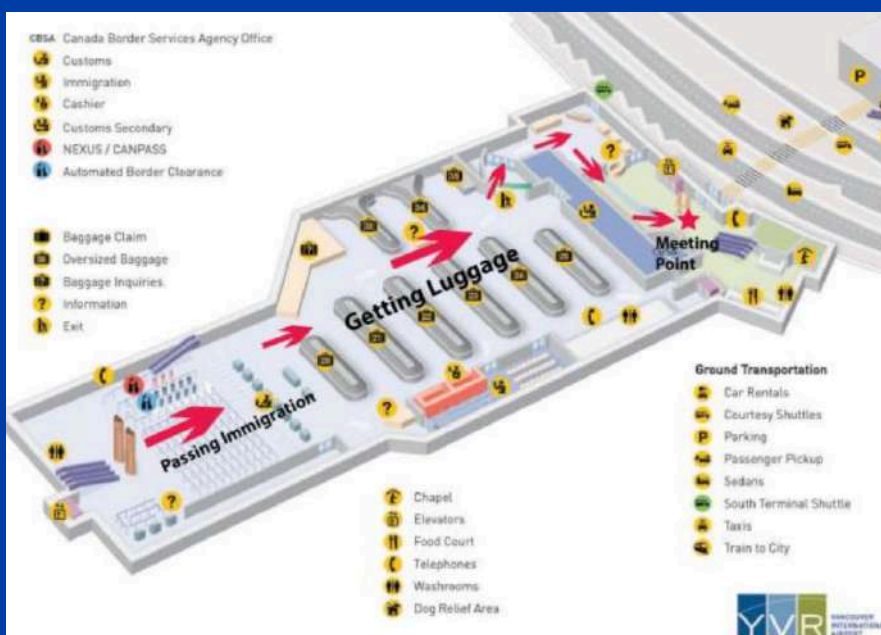 CBSA Canada Border Services Agency Office
Customs
Immigration
Cashier
Customs Secondary
NEXUS / CANPASS
Automated Border Clearance
Baggage Claim
Oversized Baggage
Baggage Inquiries
Information
Exit
Passing Immigration
Getting Luggage
Meeting
Point
P
Ground Transportation
Car Rentals
Courtesy Shuttles
P Parking
Passenger Pickup
Sedans
South Terminal Shuttle
Taxis
Train to City
Chapel
Elevators
Food Court
Telephones
Washrooms
Dog Relief Area
YVR VANCOUVER
INTERNATIONAL
AIRPORT